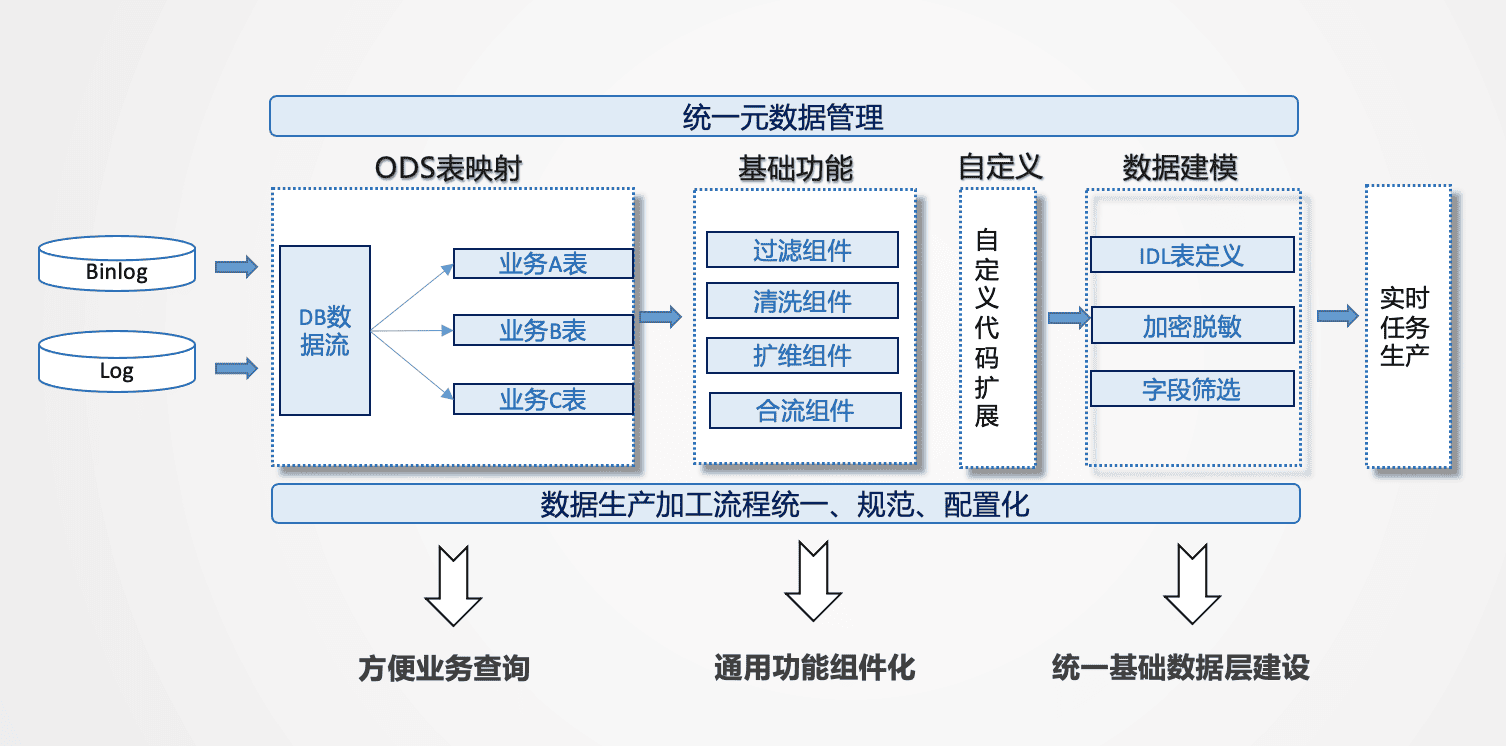 统一元数据管理
ODS表映射
基础功能
自定义
数据建模
Binlog
Log
DB数
据流
业务A表
业务B表
业务C表
过滤组件
清洗组件
扩维组件
合流组件
自
定
义
代
码
扩
展
IDL表定义
加密脱敏
字段筛选
实时
任务
生产
数据生产加工流程统一、规范、配置化
方便业务查询
通用功能组件化
统一基础数据层建设